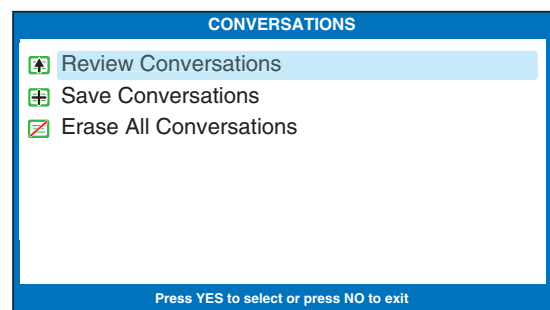 CONVERSATIONS
Review Conversations
Save Conversations
Erase All Conversations
Press YES to select or press NO to exit